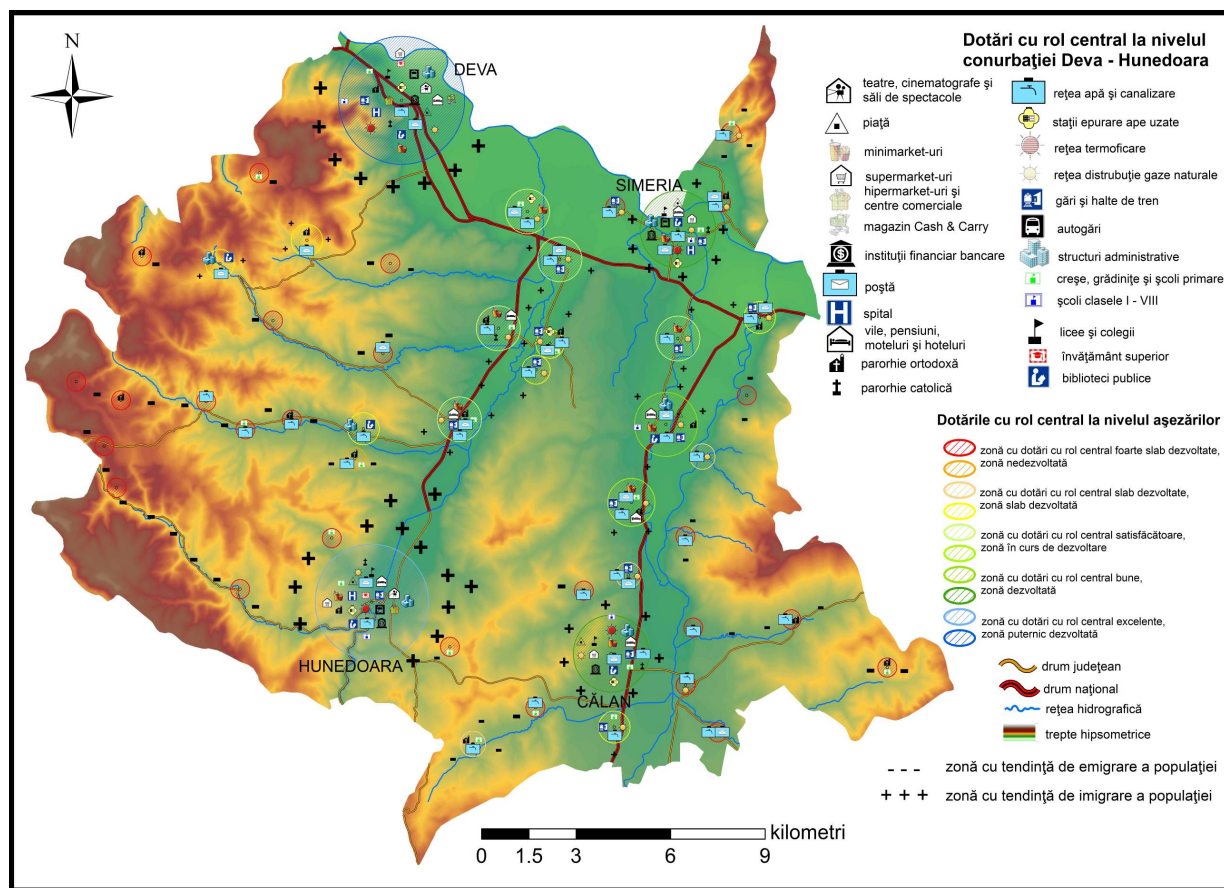 N
DEVA
SIMERIA
HUNEDOARA
CĂLAN
Dotări cu rol central la nivelul
conurbaţiei Deva - Hunedoara
teatre, cinematografe şi
săli de spectacole
piaţă
minimarket-uri
supermarket-uri
hipermarket-uri şi
centre comerciale
magazin Cash & Carry
instituţii financiar bancare
poştă
spital
vile, pensiuni,
moteluri şi hoteluri
parorhie ortodoxă
parorhie catolică
reţea apă şi canalizare
staţii epurare ape uzate
reţea termoficare
reţea distrubuţie gaze naturale
gări şi halte de tren
autogări
structuri administrative
creşe, grădiniţe şi şcoli primare
şcoli clasele I - VIII
licee şi colegii
învăţământ superior
biblioteci publice
Dotările cu rol central la nivelul aşezărilor
zonă cu dotări cu rol central foarte slab dezvoltate,
zonă nedezvoltată
zonă cu dotări cu rol central slab dezvoltate,
zonă slab dezvoltată
zonă cu dotări cu rol central satisfăcătoare,
zonă în curs de dezvoltare
zonă cu dotări cu rol central bune,
zonă dezvoltată
zonă cu dotări cu rol central excelente,
zonă puternic dezvoltată
drum judeţean
drum naţional
reţea hidrografică
trepte hipsometrice
- - - zonă cu tendinţă de emigrare a populaţiei
+ + + zonă cu tendinţă de imigrare a populaţiei
kilometri
0 1.5 3 6 9